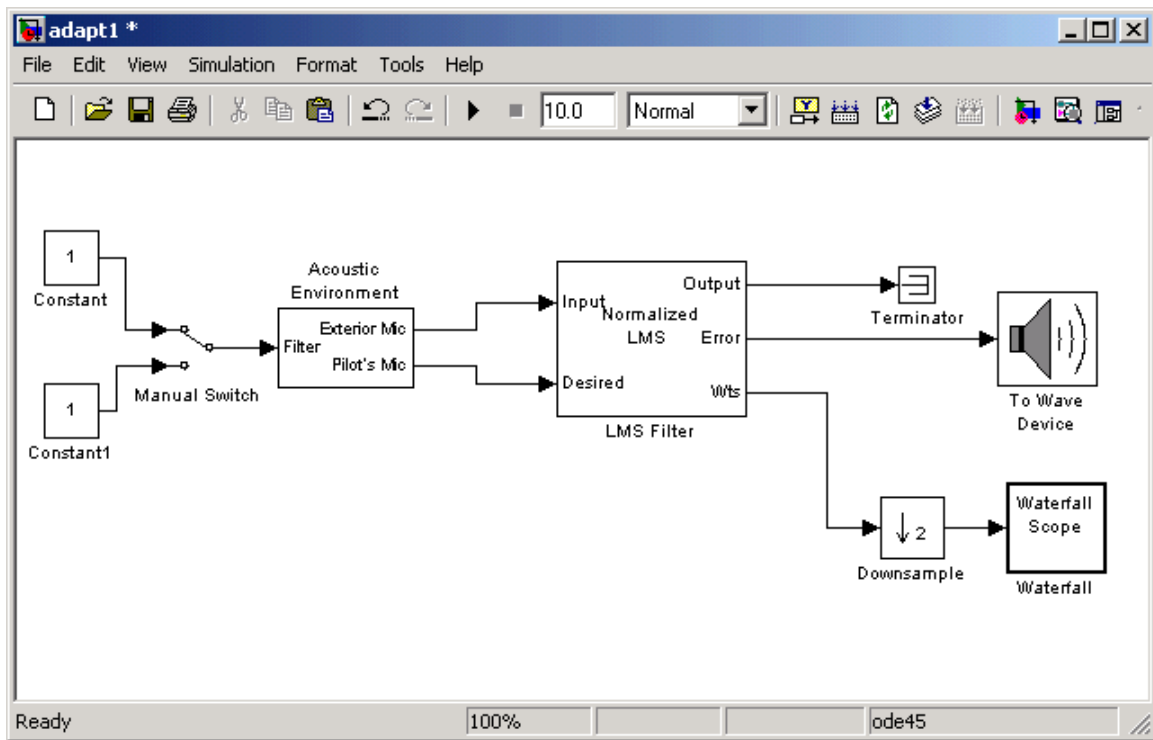 adapt1 *
File Edit View Simulation Format Tools Help
10.0 Normal
1
Constant
Manual Switch
1
Constant1
Acoustic
Environment
Filter
Exterior Mic
Pilot's Mic
Input
Desired
Normalized
LMS
Output
Error
Wts
LMS Filter
Terminator
To Wave
Device
2
Downsample
Waterfall
Scope
Waterfall
Ready 100% ode45